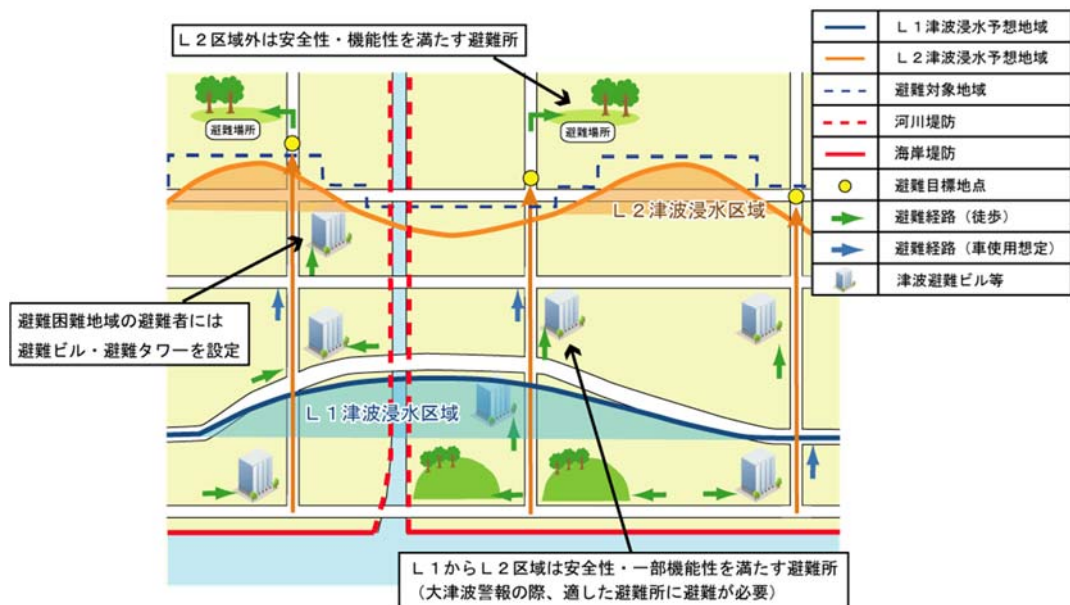 L２区域外は安全性・機能性を満たす避難所
L１津波浸水予想地域
L２津波浸水予想地域
避難対象地域
河川堤防
海岸堤防
避難目標地点
避難経路（徒歩）
避難経路（車使用想定）
津波避難ビル等
避難場所
避難場所
L２津波浸水区域
避難困難地域の避難者には
避難ビル・避難タワーを設定
L１津波浸水区域
L１からL２区域は安全性・一部機能性を満たす避難所
（大津波警報の際、適した避難所に避難が必要）